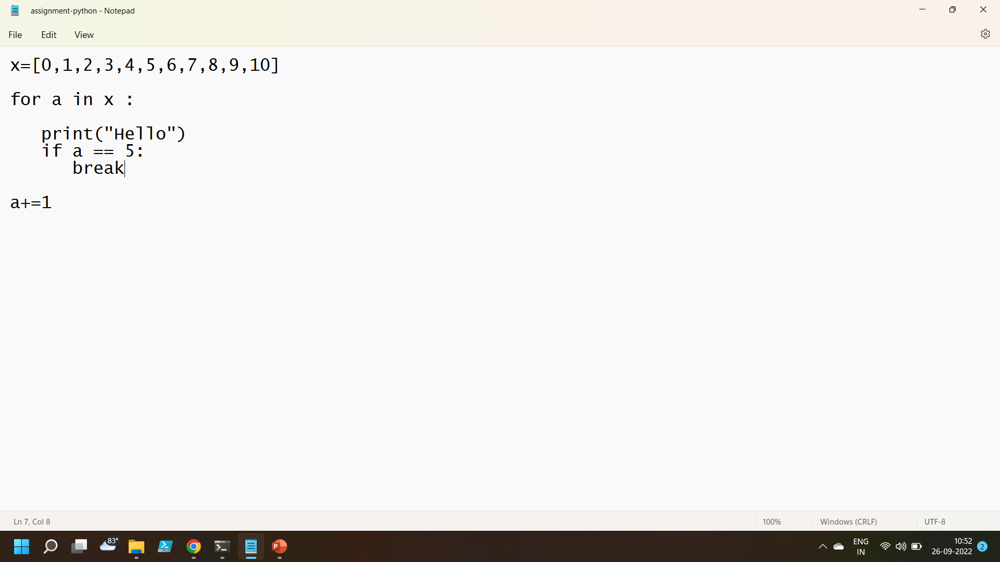 assignment-python - Notepad
File Edit View
x=[0,1,2,3,4,5,6,7,8,9,10]
for a in x :
   print("Hello")
   if a == 5:
      break
a+=1
Ln 7, Col 8 100% Windows (CRLF) UTF-8
83°
P
ENG
IN
10:52
26-09-2022
2